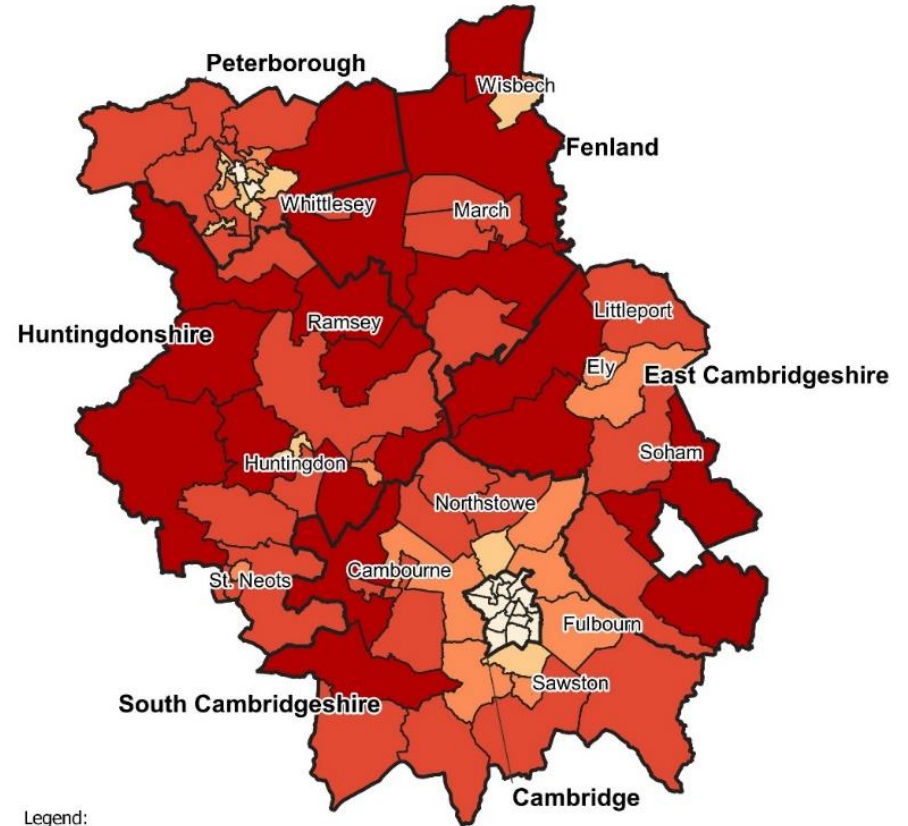 Peterborough
Wisbech
Fenland
Whittlesey
March
Littleport
Huntingdonshire
Ramsey
Ely
East Cambridgeshire
Huntingdon
Soham
Northstowe
St. Neots
Cambourne
Fulbourn
Sawston
South Cambridgeshire
Cambridge
Legend: